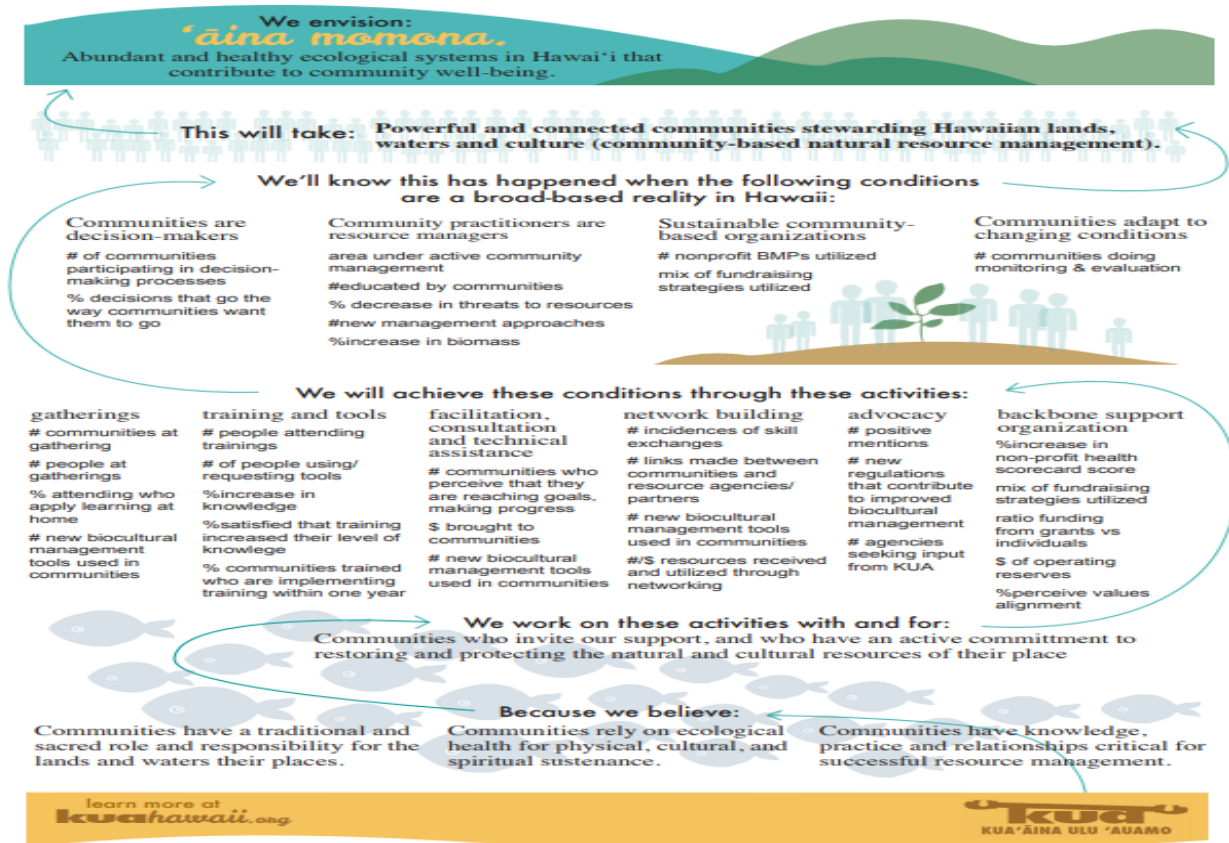 We envision:
ʻāina momona.
Abundant and healthy ecological systems in Hawaiʻi that
contribute to community well-being.
This will take:
Powerful and connected communities stewarding Hawaiian lands,
waters and culture (community-based natural resource management).
We'll know this has happened when the following conditions
are a broad-based reality in Hawaii:
Communities are
decision-makers
# of communities
participating in decision-
making processes
% decisions that go the
way communities want
them to go
Community practitioners are
resource managers
area under active community
management
#educated by communities
% decrease in threats to resources
#new management approaches
%increase in biomass
Sustainable community-
based organizations
# nonprofit BMPs utilized
mix of fundraising
strategies utilized
Communities adapt to
changing conditions
# communities doing
monitoring & evaluation
We will achieve these conditions through these activities:
gatherings
# communities at
gathering
# people at
gatherings
% attending who
apply learning at
home
# new biocultural
management
tools used in
communities
training and tools
# people attending
trainings
# of people using/
requesting tools
%increase in
knowledge
%satisfied that training
increased their level of
knowlege
% communities trained
who are implementing
training within one year
facilitation,
consultation
and technical
assistance
# communities who
perceive that they
are reaching goals,
making progress
$ brought to
communities
# new biocultural
management tools
used in communities
network building
# incidences of skill
exchanges
# links made between
communities and
resource agencies/
partners
# new biocultural
management tools
used in communities
#/$ resources received
and utilized through
networking
advocacy
# positive
mentions
# new
regulations
that contribute
to improved
biocultural
management
# agencies
seeking input
from KUA
backbone support
organization
%increase in
non-profit health
scorecard score
mix of fundraising
strategies utilized
ratio funding
from grants vs
individuals
$ of operating
reserves
%perceive values
alignment
We work on these activities with and for:
Communities who invite our support, and who have an active committment to
restoring and protecting the natural and cultural resources of their place
Because we believe:
Communities have a traditional and
sacred role and responsibility for the
lands and waters their places.
Communities rely on ecological
health for physical, cultural, and
spiritual sustenance.
Communities have knowledge,
practice and relationships critical for
successful resource management.
learn more at
kuahawaii.org
kua
KUAʻĀINA ULU ʻAUAMO